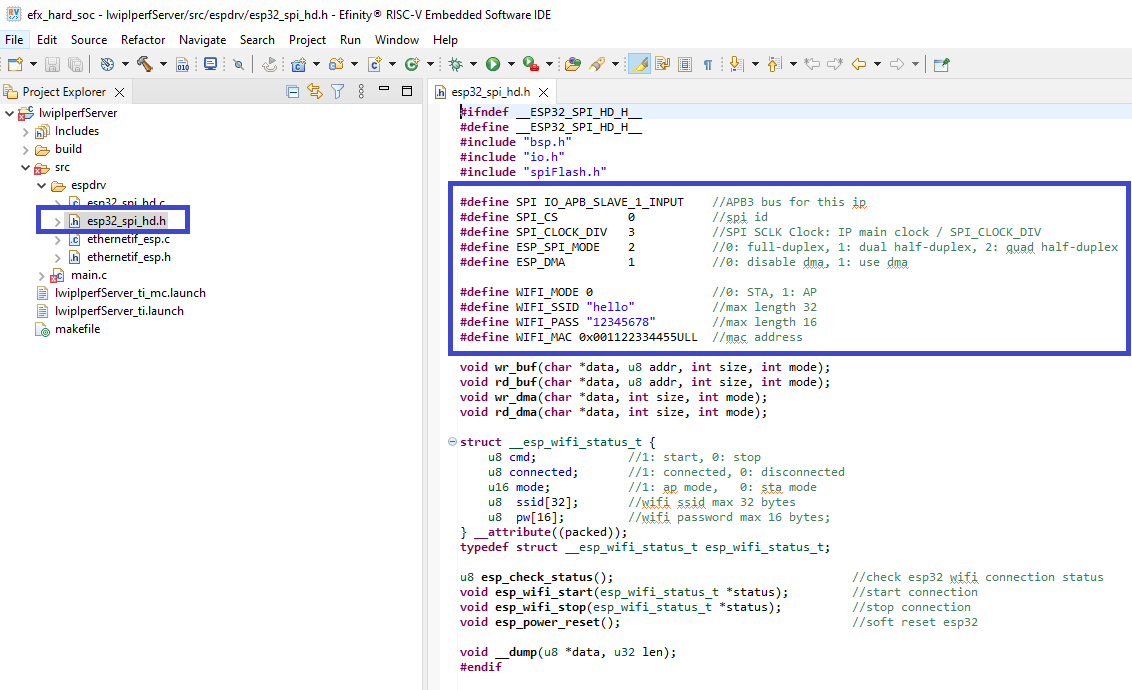 efx_hard_soc - lwipIperfServer/src/espdrv/esp32_spi_hd.h - Efinity® RISC-V Embedded Software IDE
File Edit Source Refactor Navigate Search Project Run Window Help
Project Explorer
lwipIperfServer
Includes
build
src
espdrv
esp32_spi_hd.c
esp32_spi_hd.h
ethernetif_esp.c
ethernetif_esp.h
main.c
lwipIperfServer_ti_mc.launch
lwipIperfServer_ti.launch
makefile
esp32_spi_hd.h
#ifndef __ESP32_SPI_HD_H__
#define __ESP32_SPI_HD_H__
#include "bsp.h"
#include "io.h"
#include "spiFlash.h"
#define SPI IO_APB_SLAVE_1_INPUT //APB3 bus for this ip
#define SPI_CS 0 //spi id
#define SPI_CLOCK_DIV 3 //SPI SCLK Clock: IP main clock / SPI_CLOCK_DIV
#define ESP_SPI_MODE 2 //0: full-duplex, 1: dual half-duplex, 2: quad half-duplex
#define ESP_DMA 1 //0: disable dma, 1: use dma
#define WIFI_MODE 0 //0: STA, 1: AP
#define WIFI_SSID "hello" //max length 32
#define WIFI_PASS "12345678" //max length 16
#define WIFI_MAC 0x001122334455ULL //mac address
void wr_buf(char *data, u8 addr, int size, int mode);
void rd_buf(char *data, u8 addr, int size, int mode);
void wr_dma(char *data, int size, int mode);
void rd_dma(char *data, int size, int mode);
struct __esp_wifi_status_t {
u8 cmd; //1: start, 0: stop
u8 connected; //1: connected, 0: disconnected
u16 mode; //1: ap mode, 0: sta mode
u8 ssid[32]; //wifi ssid max 32 bytes
u8 pw[16]; //wifi password max 16 bytes;
} __attribute((packed));
typedef struct __esp_wifi_status_t esp_wifi_status_t;
u8 esp_check_status(); //check esp32 wifi connection status
void esp_wifi_start(esp_wifi_status_t *status); //start connection
void esp_wifi_stop(esp_wifi_status_t *status); //stop connection
void esp_power_reset(); //soft reset esp32
void __dump(u8 *data, u32 len);
#endif